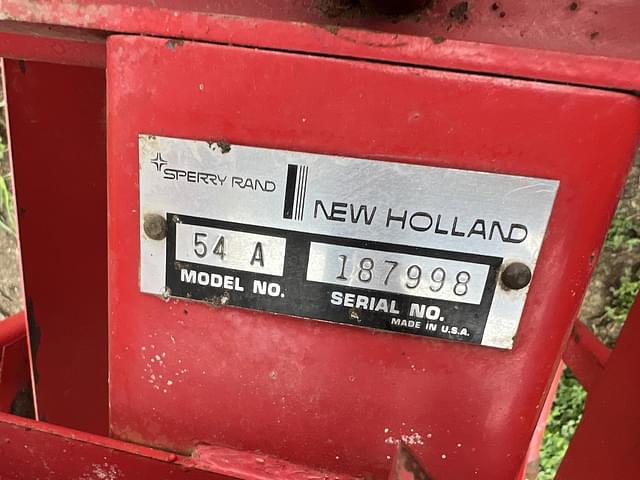 SPERRY RAND NEW HOLLAND
54 A 187998
MODEL NO. SERIAL NO.
MADE IN U.S.A.